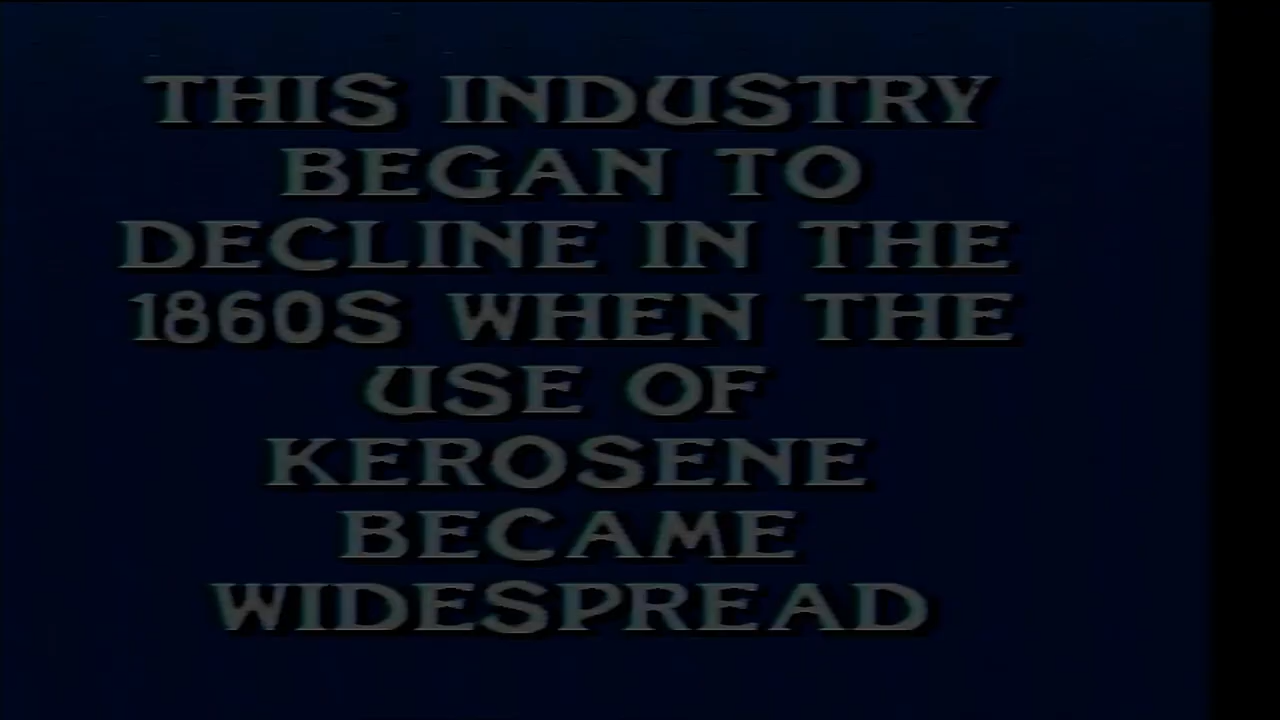 THIS INDUSTRY
BEGAN TO
DECLINE IN THE
1860S WHEN THE
USE OF
KEROSENE
BECAME
WIDESPREAD